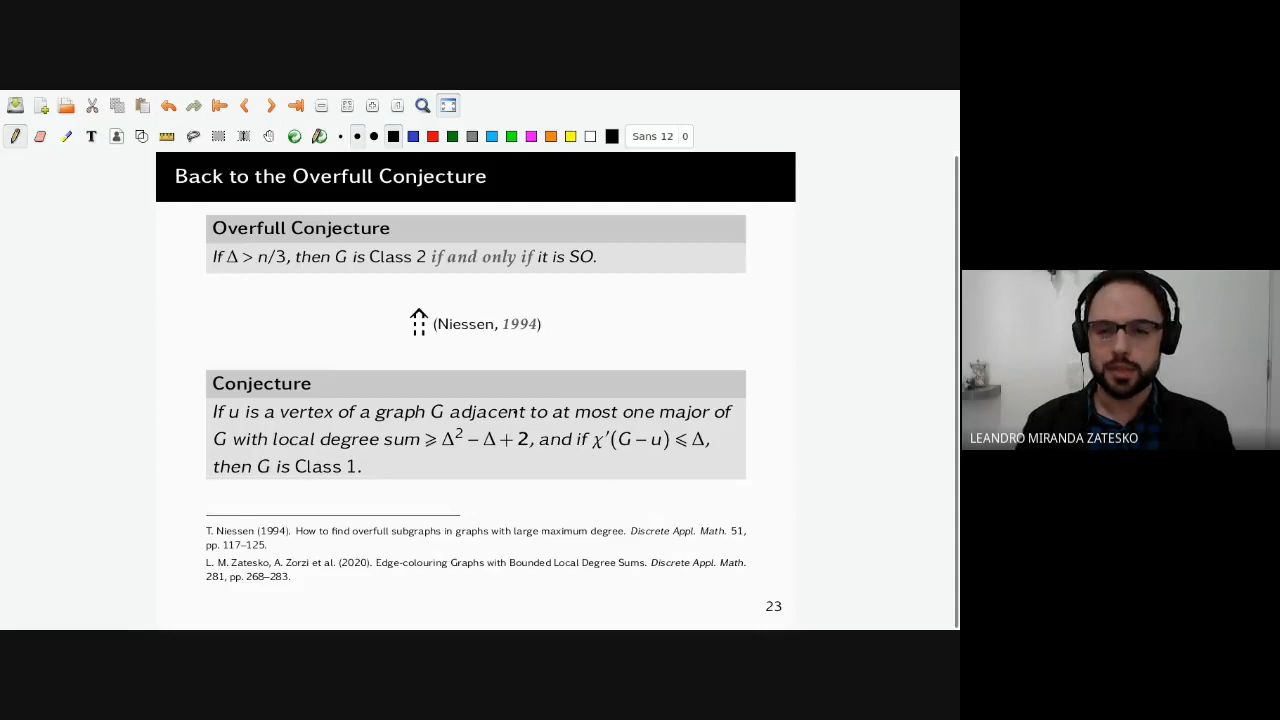 Sans 12 0
Back to the Overfull Conjecture
Overfull Conjecture
If Δ > n/3, then G is Class 2 if and only if it is SO.
(Niessen, 1994)
Conjecture
If u is a vertex of a graph G adjacent to at most one major of
G with local degree sum ⩾ Δ² − Δ + 2, and if χ′(G − u) ⩽ Δ,
then G is Class 1.
T. Niessen (1994). How to find overfull subgraphs in graphs with large maximum degree. Discrete Appl. Math. 51,
pp. 117–125.
L. M. Zatesko, A. Zorzi et al. (2020). Edge-colouring Graphs with Bounded Local Degree Sums. Discrete Appl. Math.
281, pp. 268–283.
23
LEANDRO MIRANDA ZATESKO